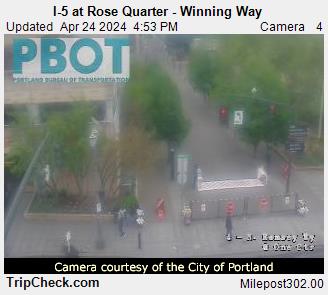 I-5 at Rose Quarter - Winning Way
Updated Apr 24 2024 4:53 PM Camera 4
PBOT
PORTLAND BUREAU OF TRANSPORTATION
Camera courtesy of the City of Portland
TripCheck.com Milepost302.00